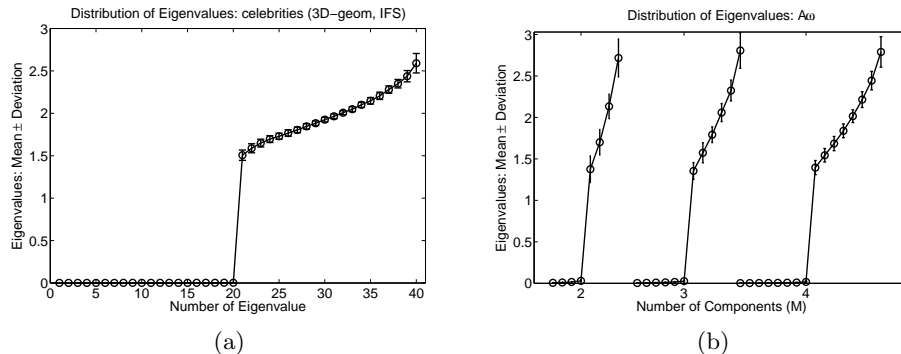 Distribution of Eigenvalues: celebrities (3D−geom, IFS)
3
2.5
2
1.5
1
0.5
0
Eigenvalues: Mean ± Deviation
0 5 10 15 20 25 30 35 40
Number of Eigenvalue
(a)
Distribution of Eigenvalues: Aω
3
2.5
2
1.5
1
0.5
0
Eigenvalues: Mean ± Deviation
2 3 4
Number of Components (M)
(b)